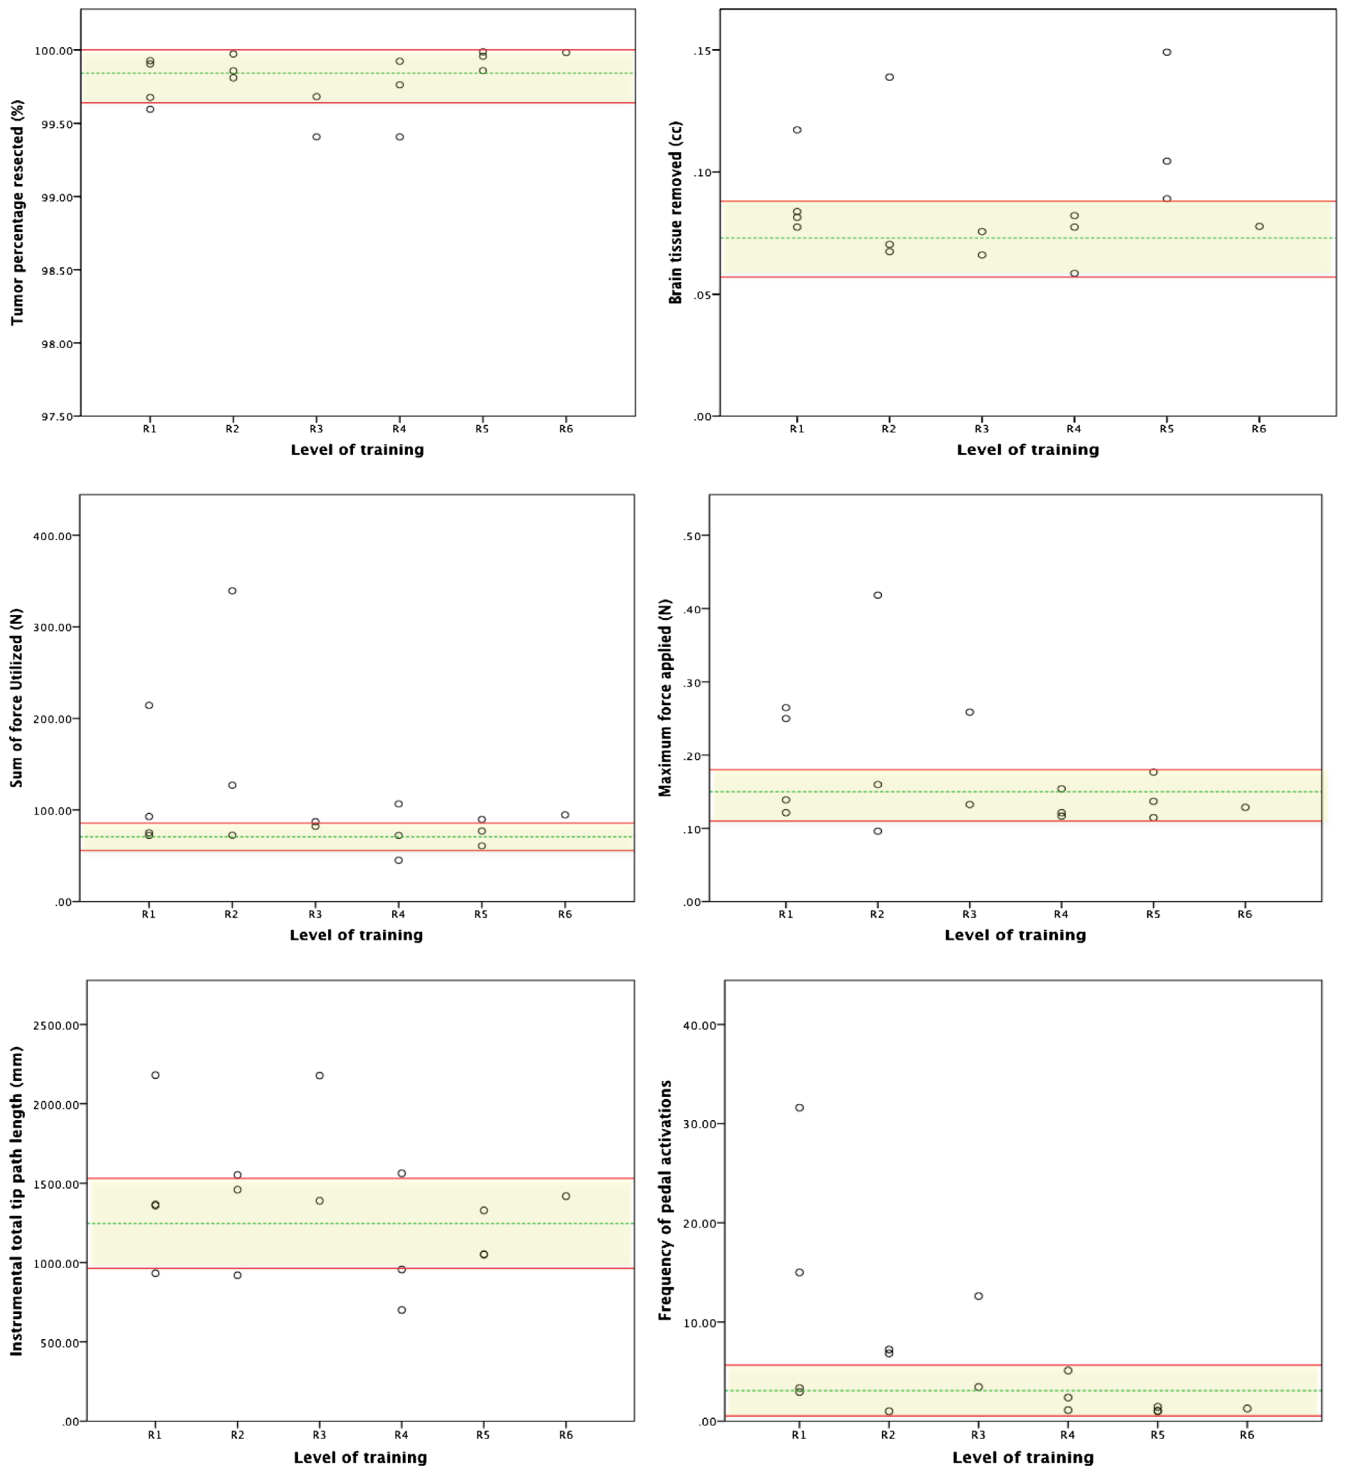 Tumor percentage resected (%)
100.00
99.50
99.00
98.50
98.00
97.50
R1 R2 R3 R4 R5 R6
Level of training
Brain tissue removed (cc)
.15
.10
.05
.00
R1 R2 R3 R4 R5 R6
Level of training
Sum of force Utilized (N)
400.00
300.00
200.00
100.00
.00
R1 R2 R3 R4 R5 R6
Level of training
Maximum force applied (N)
.50
.40
.30
.20
.10
.00
R1 R2 R3 R4 R5 R6
Level of training
Instrumental total tip path length (mm)
2500.00
2000.00
1500.00
1000.00
500.00
.00
R1 R2 R3 R4 R5 R6
Level of training
Frequency of pedal activations
40.00
30.00
20.00
10.00
.00
R1 R2 R3 R4 R5 R6
Level of training